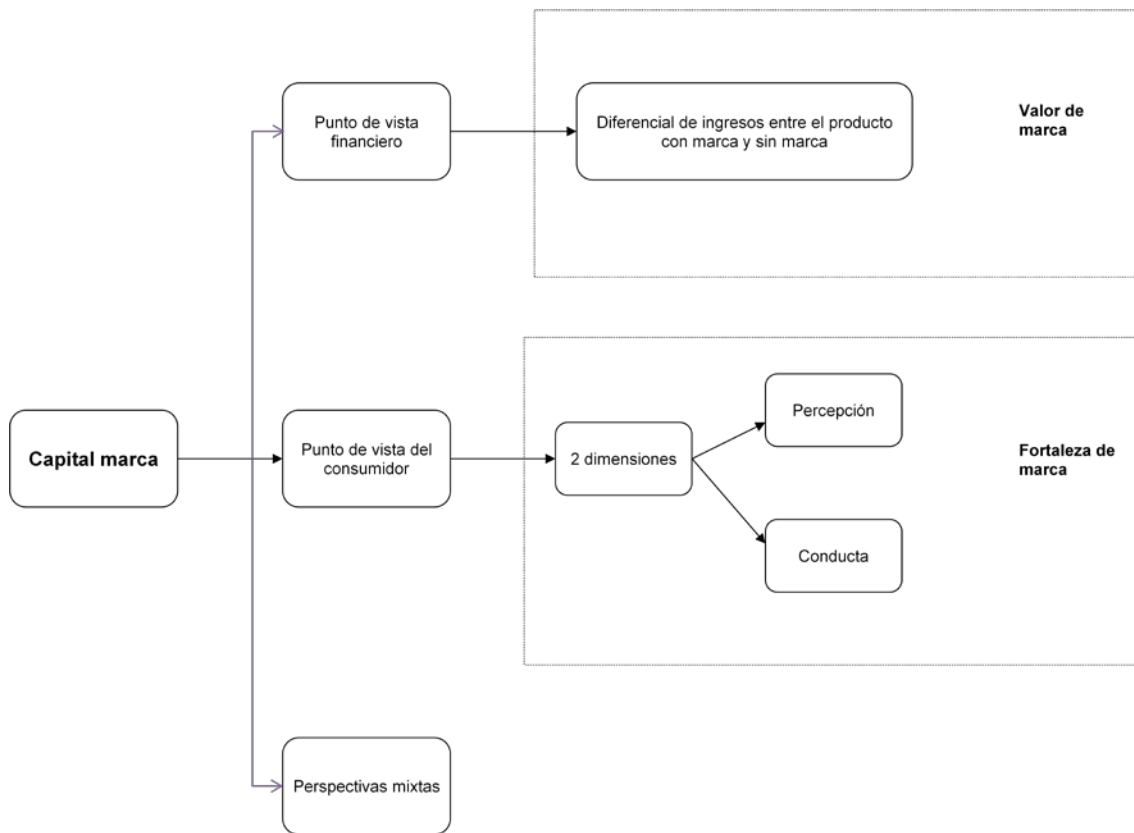 Punto de vista
financiero
Diferencial de ingresos entre el producto
con marca y sin marca
Valor de
marca
Capital marca
Punto de vista del
consumidor
2 dimensiones
Percepción
Conducta
Fortaleza de
marca
Perspectivas mixtas